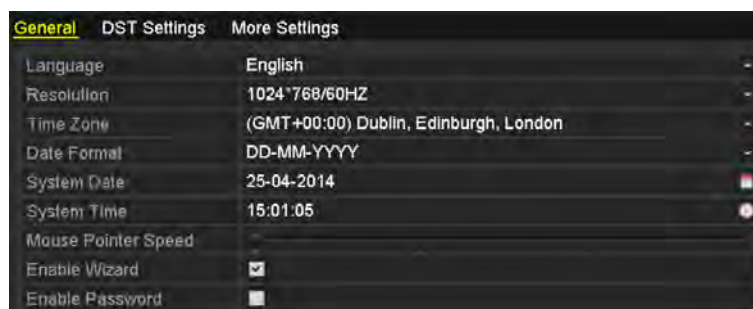 General DST Settings More Settings
Language English
Resolution 1024*768/60HZ
Time Zone (GMT+00:00) Dublin, Edinburgh, London
Date Format DD-MM-YYYY
System Date 25-04-2014
System Time 15:01:05
Mouse Pointer Speed
Enable Wizard
Enable Password